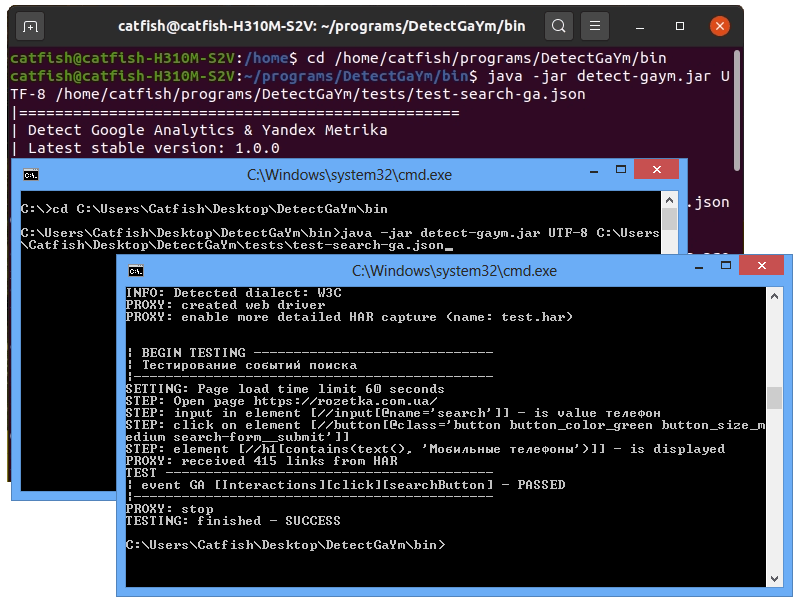 catfish@catfish-H310M-S2V: ~/programs/DetectGaYm/bin
catfish@catfish-H310M-S2V:/home$ cd /home/catfish/programs/DetectGaYm/bin
catfish@catfish-H310M-S2V:~/programs/DetectGaYm/bin$ java -jar detect-gaym.jar U
TF-8 /home/catfish/programs/DetectGaYm/tests/test-search-ga.json
|=================================================
| Detect Google Analytics & Yandex Metrika
| Latest stable version: 1.0.0
.json
C:\Windows\system32\cmd.exe
C:\>cd C:\Users\Catfish\Desktop\DetectGaYm\bin
C:\Users\Catfish\Desktop\DetectGaYm\bin>java -jar detect-gaym.jar UTF-8 C:\Users
\Catfish\Desktop\DetectGaYm\tests\test-search-ga.json_
C:\Windows\system32\cmd.exe
INFO: Detected dialect: W3C
PROXY: created web driver
PROXY: enable more detailed HAR capture (name: test.har)
| BEGIN TESTING ------------------------------
| Тестирование событий поиска
|---------------------------------------------
SETTING: Page load time limit 60 seconds
STEP: Open page https://rozetka.com.ua/
STEP: input in element [//input[@name='search']] - is value телефон
STEP: click on element [//button[@class='button button_color_green button_size_m
edium search-form__submit']]
STEP: element [//h1[contains(text(), 'Мобильные телефоны')]] - is displayed
PROXY: received 415 links from HAR
TEST -----------------------------------------
| event GA [Interactions][click][searchButton] - PASSED
|---------------------------------------------
PROXY: stop
TESTING: finished - SUCCESS
C:\Users\Catfish\Desktop\DetectGaYm\bin>